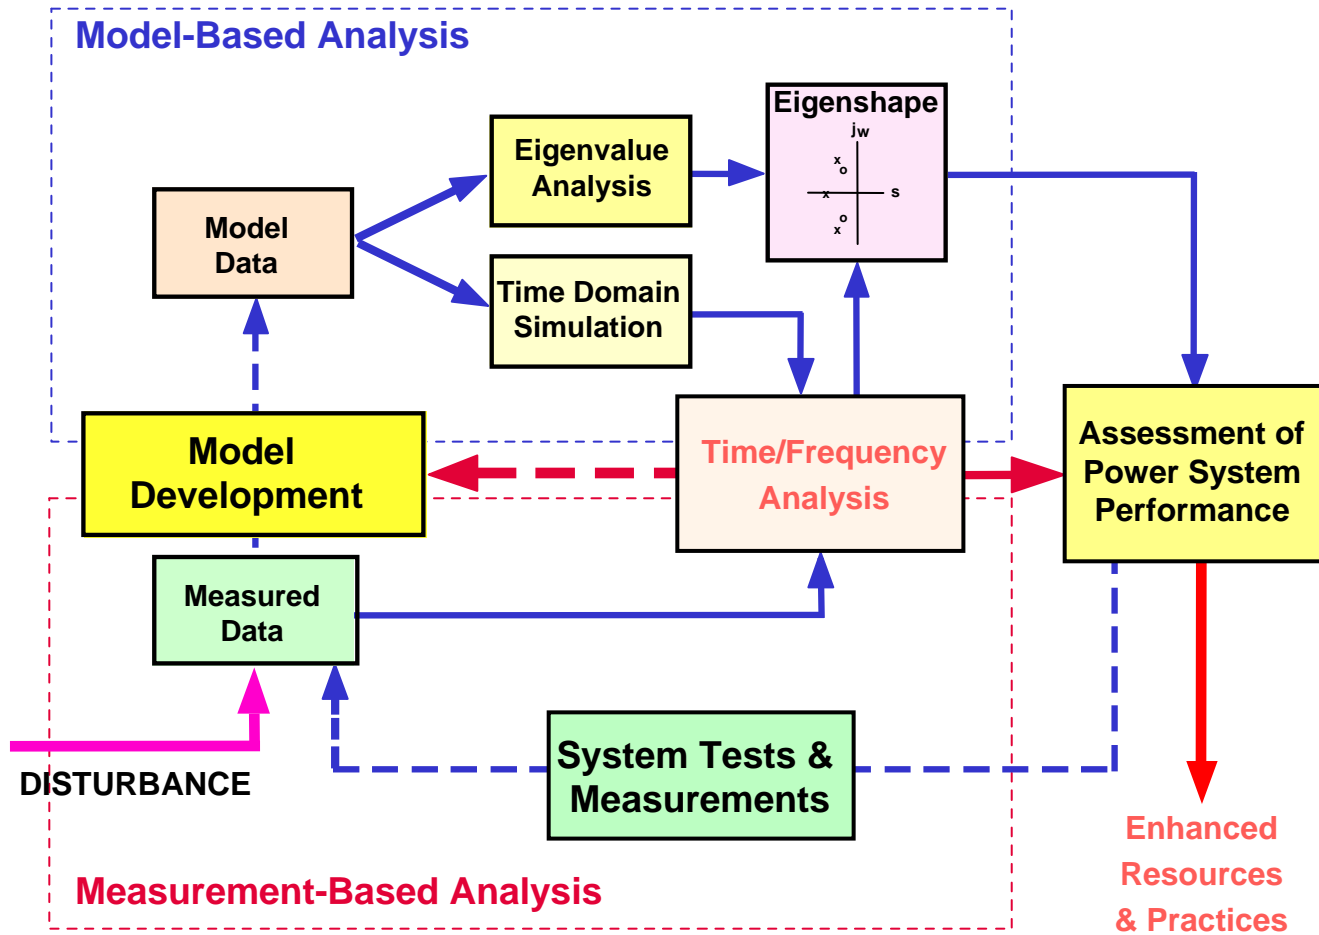 Model-Based Analysis
Eigenshape
jw
x
o
x
s
o
x
Eigenvalue
Analysis
Model
Data
Time Domain
Simulation
Model
Development
Time/Frequency
Analysis
Assessment of
Power System
Performance
Measured
Data
System Tests &
Measurements
DISTURBANCE
Enhanced
Resources
& Practices
Measurement-Based Analysis